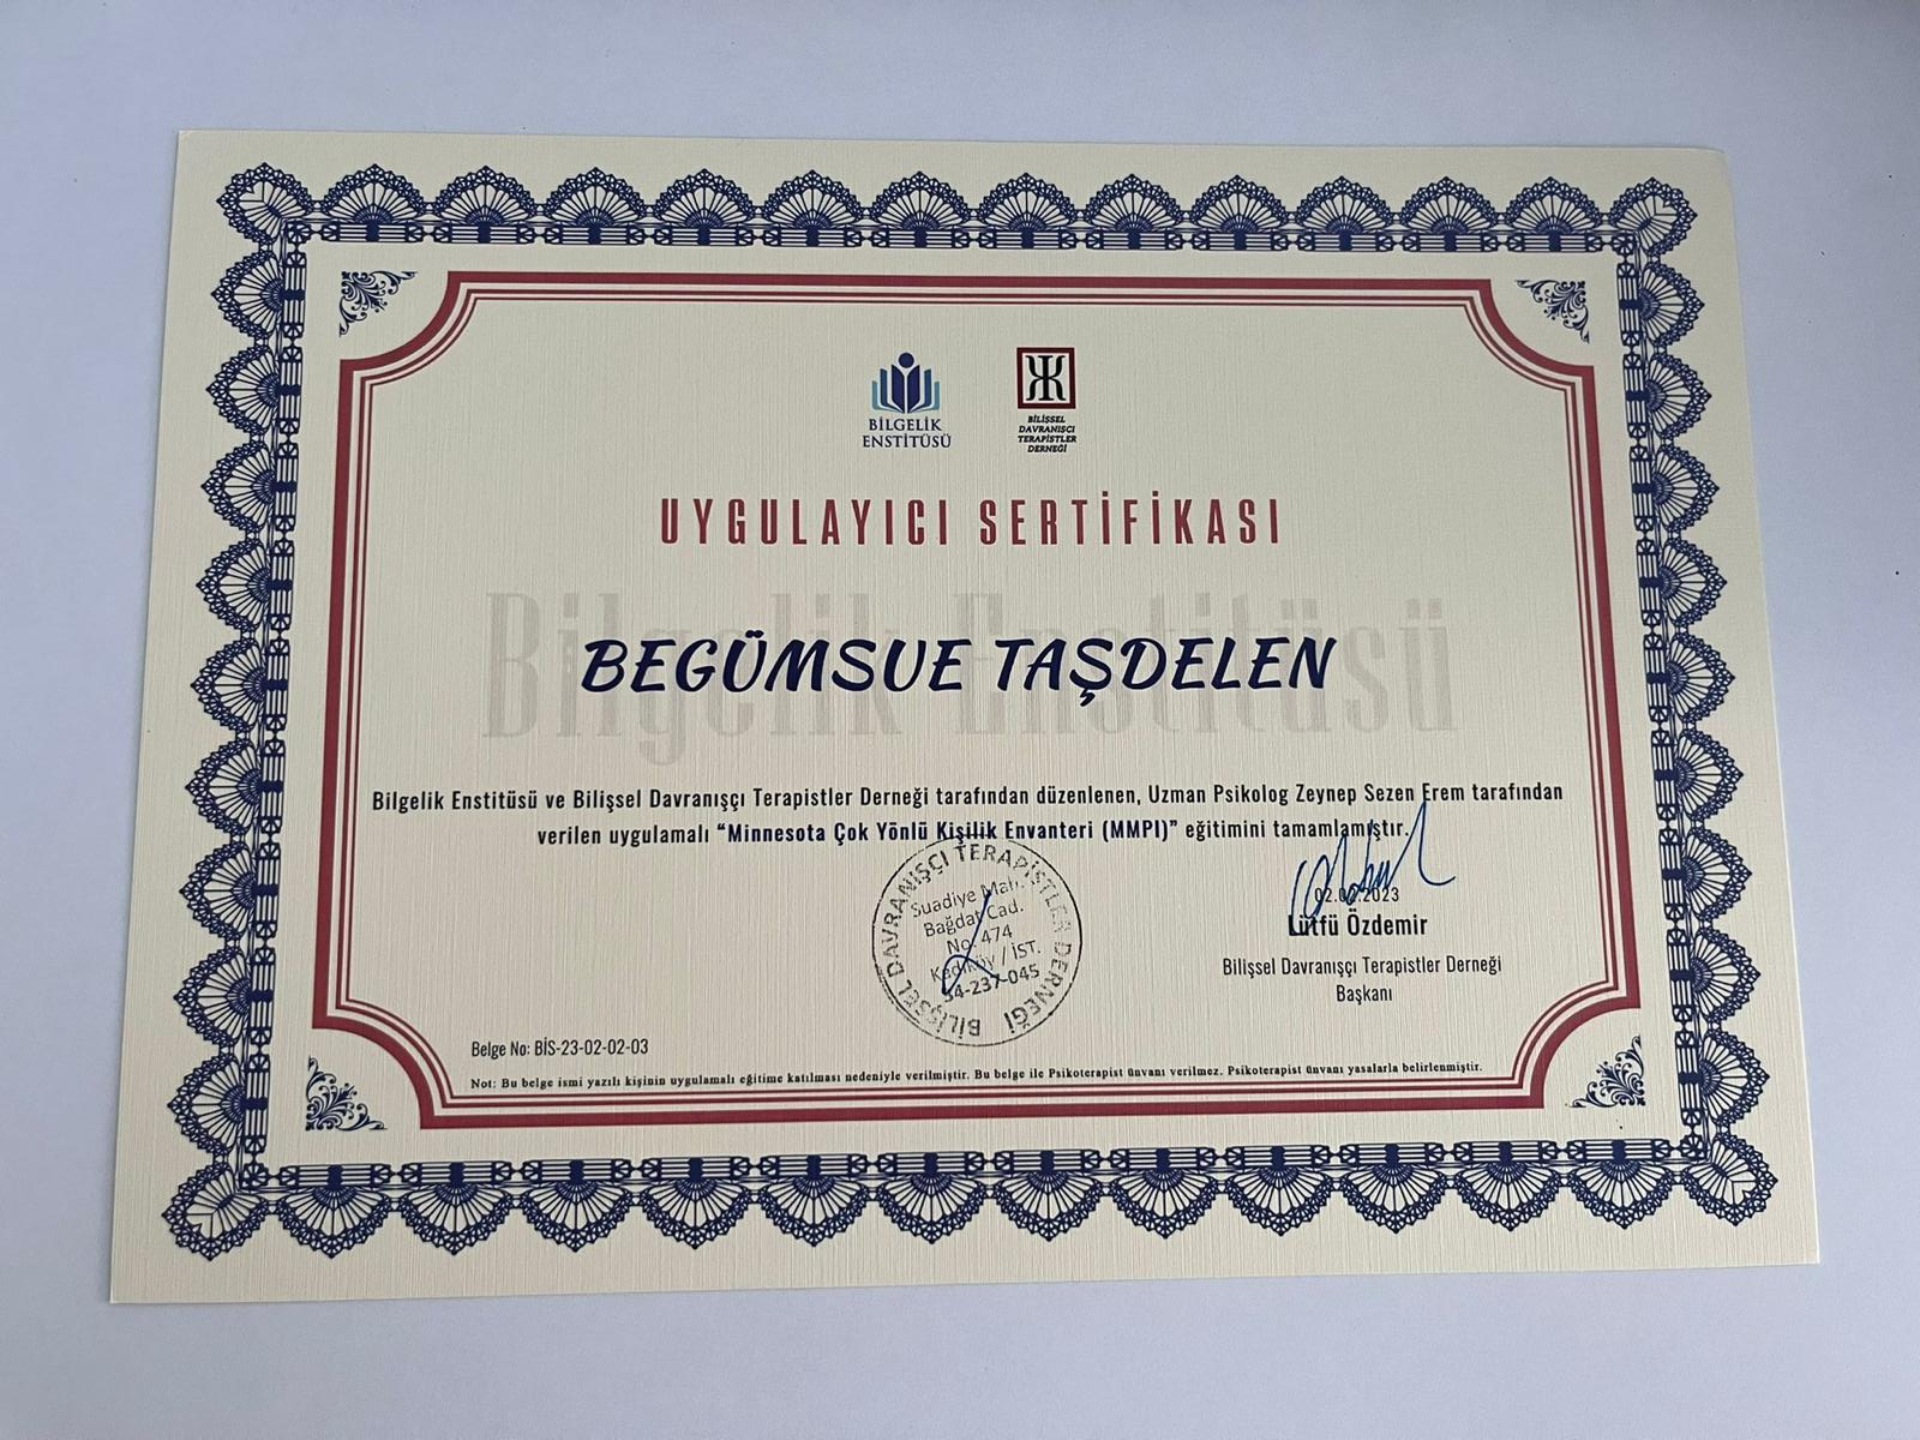 BİLGELİK
ENSTİTÜSÜ
BİLİŞSEL
DAVRANIŞCI
TERAPİSTLER
DERNEĞİ
UYGULAYICI SERTİFİKASI
Bilgelik Enstitüsü
BEGÜMSUE TAŞDELEN
Bilgelik Enstitüsü ve Bilişsel Davranışçı Terapistler Derneği tarafından düzenlenen, Uzman Psikolog Zeynep Sezen Erem tarafından
verilen uygulamalı “Minnesota Çok Yönlü Kişilik Envanteri (MMPI)” eğitimini tamamlamıştır.
BİLİŞSEL DAVRANIŞÇI TERAPİSTLER DERNEĞİ
Suadiye Mah.
Bağdat Cad.
No: 474
Kadıköy / İST.
34-237-045
02.02.2023
Lütfü Özdemir
Bilişsel Davranışçı Terapistler Derneği
Başkanı
Belge No: BİS-23-02-02-03
Not: Bu belge ismi yazılı kişinin uygulamalı eğitime katılması nedeniyle verilmiştir. Bu belge ile Psikoterapist ünvanı verilmez. Psikoterapist ünvanı yasalarla belirlenmiştir.